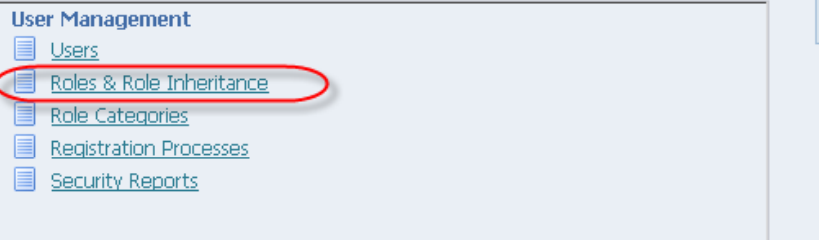 User Management
Users
Roles & Role Inheritance
Role Categories
Registration Processes
Security Reports